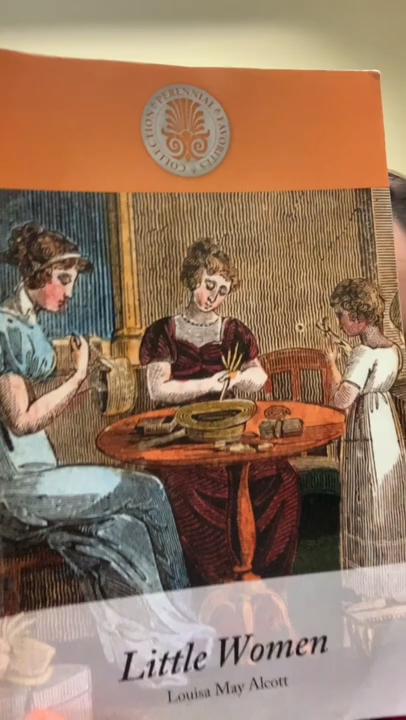 COLLECTION • PERENNIAL • FAVORITES •
Little Women
Louisa May Alcott